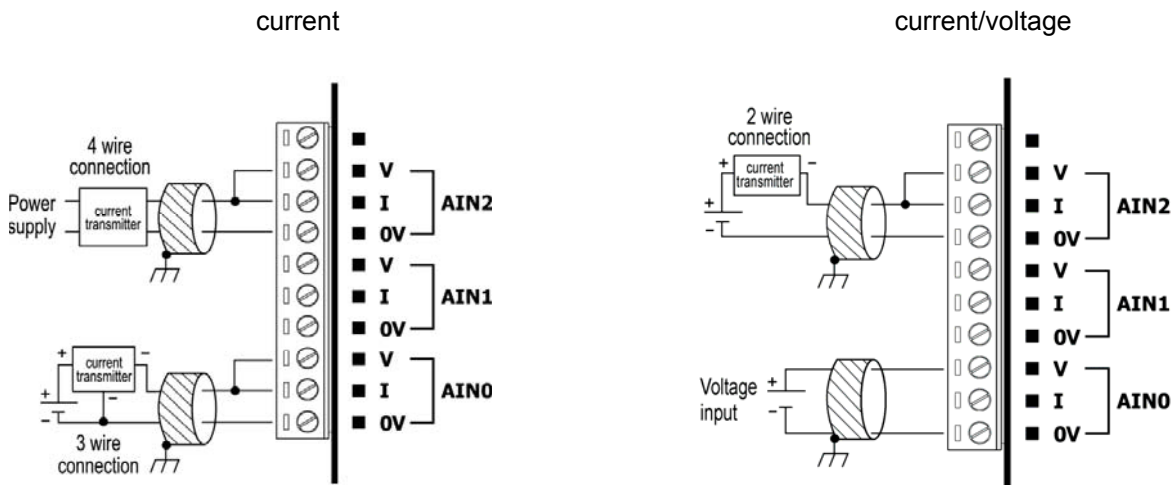 current
4 wire
connection
Power
supply
current
transmitter
V
I
0V
AIN2
V
I
0V
AIN1
V
I
0V
AIN0
+
−
current
transmitter
+
−
−
3 wire
connection
current/voltage
2 wire
connection
+
−
current
transmitter
+
−
V
I
0V
AIN2
V
I
0V
AIN1
V
I
0V
AIN0
Voltage
input
+
−